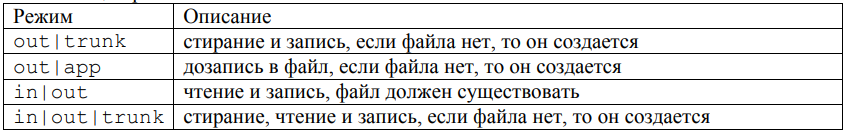 Режим Описание
out|trunk стирание и запись, если файла нет, то он создается
out|app дозапись в файл, если файла нет, то он создается
in|out чтение и запись, файл должен существовать
in|out|trunk стирание, чтение и запись, если файла нет, то он создается